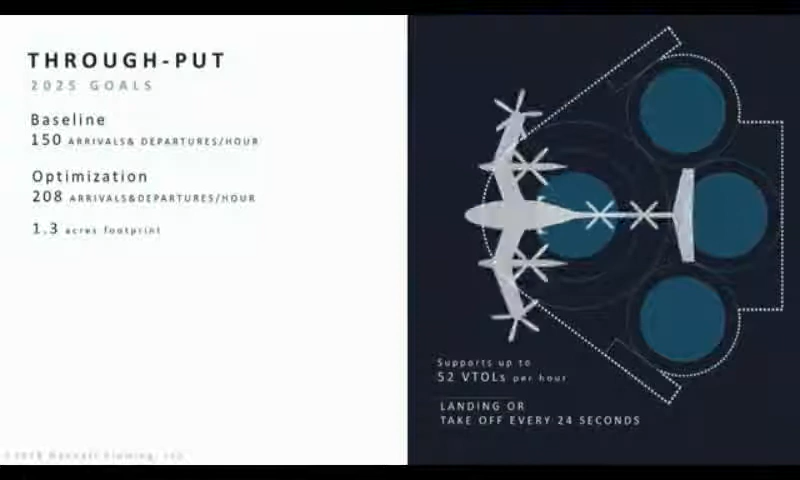 THROUGH-PUT
2025 GOALS
Baseline
150 ARRIVALS& DEPARTURES/HOUR
Optimization
208 ARRIVALS&DEPARTURES/HOUR
1.3 acres footprint
Supports up to
52 VTOLs per hour
LANDING OR
TAKE OFF EVERY 24 SECONDS